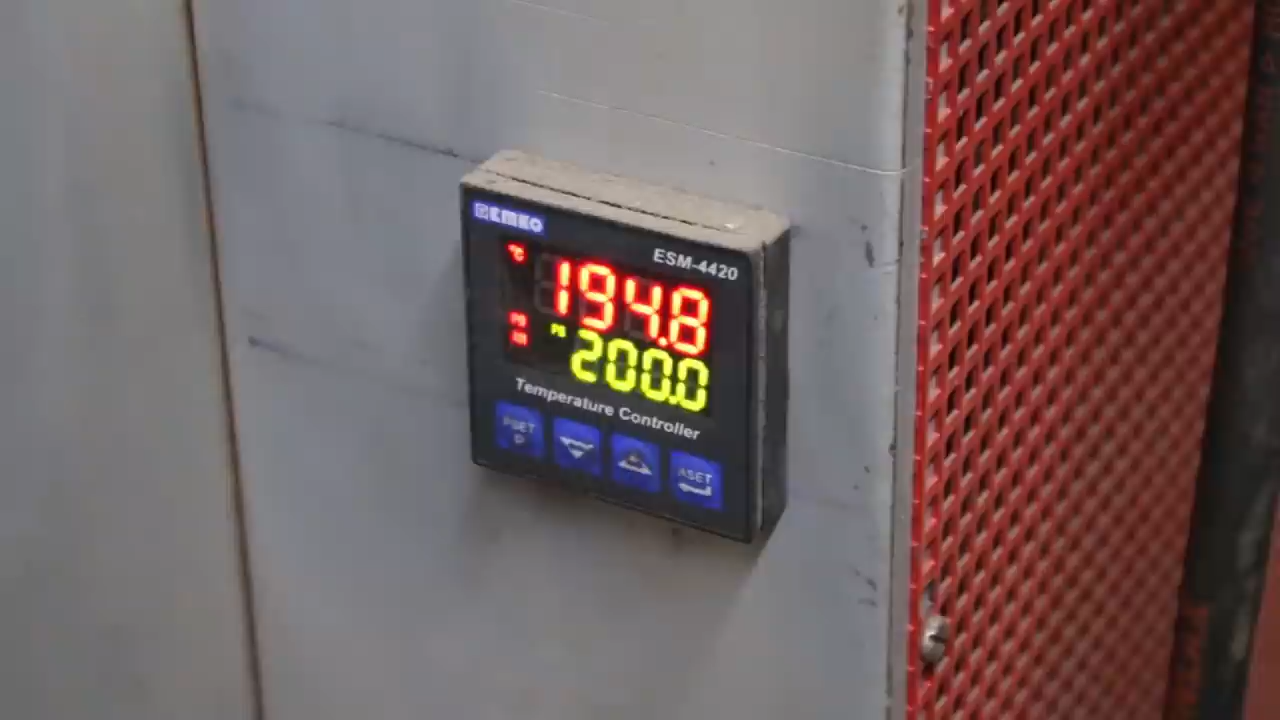 EMKO
ESM-4420
°C
194.8
200.0
Temperature Controller
PSET
P
ASET